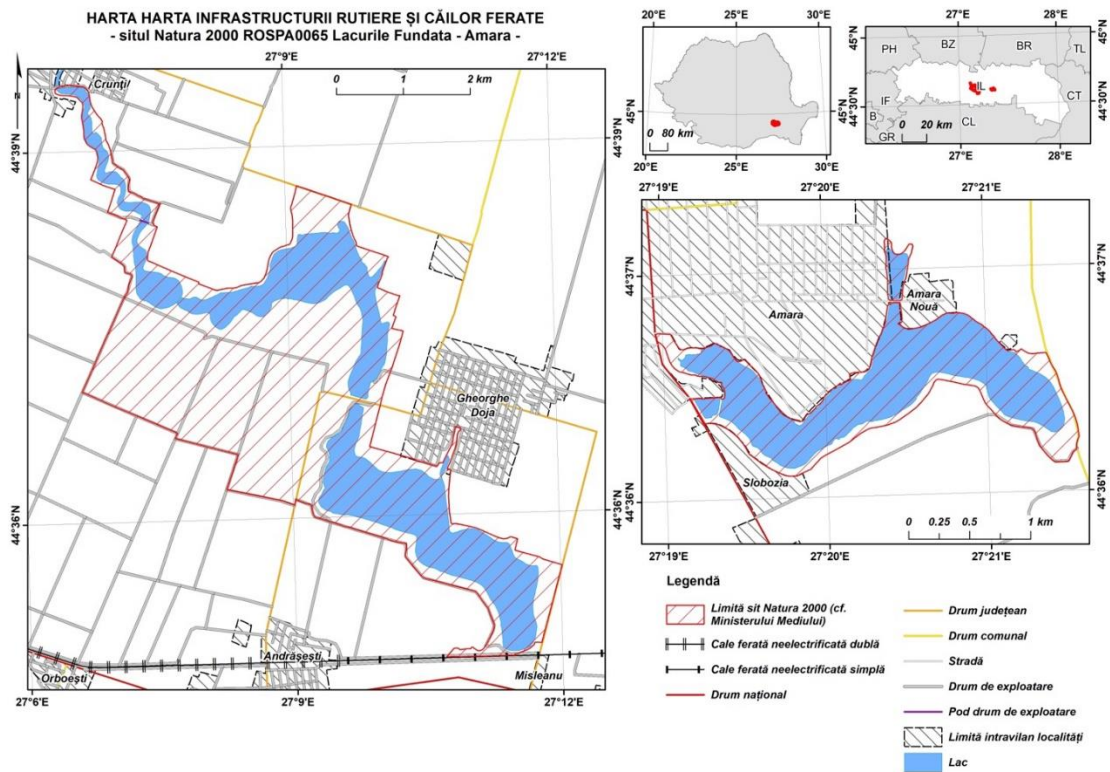 HARTA HARTA INFRASTRUCTURII RUTIERE ȘI CĂILOR FERATE
- situl Natura 2000 ROSPA0065 Lacurile Fundata - Amara -
27°9'E
27°12'E
0 1 2 km
Crunți
44°39'N
44°39'N
Gheorghe
Doja
44°36'N
44°36'N
Andrășești
Orboești
Misleanu
27°6'E
27°9'E
27°12'E
20°E
25°E
30°E
45°N
45°N
0 80 km
20°E
25°E
30°E
27°E
28°E
45°N
45°N
PH
BZ
BR
TL
IF
IL
CT
B
44°30'N
44°30'N
CL
0 20 km
GR
27°E
28°E
27°19'E
27°20'E
27°21'E
44°37'N
44°37'N
Amara
Nouă
Amara
Slobozia
44°36'N
44°36'N
0 0.25 0.5 1 km
27°19'E
27°20'E
27°21'E
Legendă
Limită sit Natura 2000 (cf.
Ministerului Mediului)
Cale ferată neelectrificată dublă
Cale ferată neelectrificată simplă
Drum național
Drum județean
Drum comunal
Stradă
Drum de exploatare
Pod drum de exploatare
Limită intravilan localități
Lac